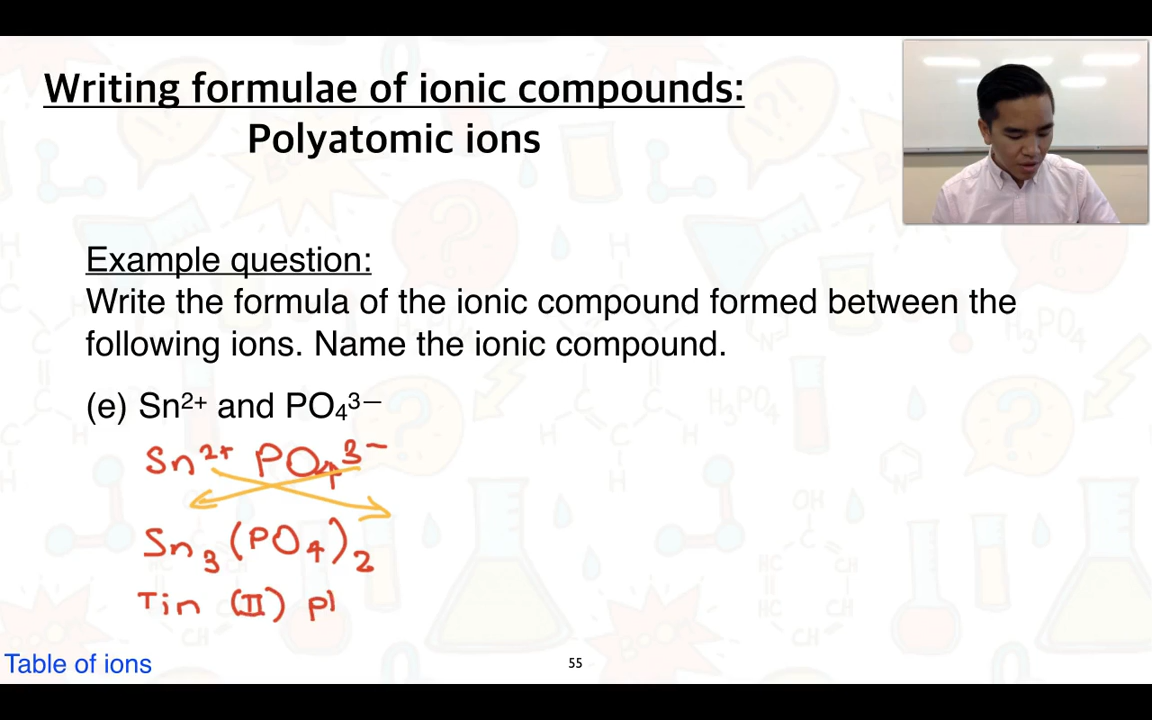 Writing formulae of ionic compounds:
Polyatomic ions
Example question:
Write the formula of the ionic compound formed between the
following ions. Name the ionic compound.
(e) Sn²⁺ and PO₄³⁻
Sn²⁺ PO₄³⁻
Sn₃(PO₄)₂
Tin (II) ph
Table of ions
55